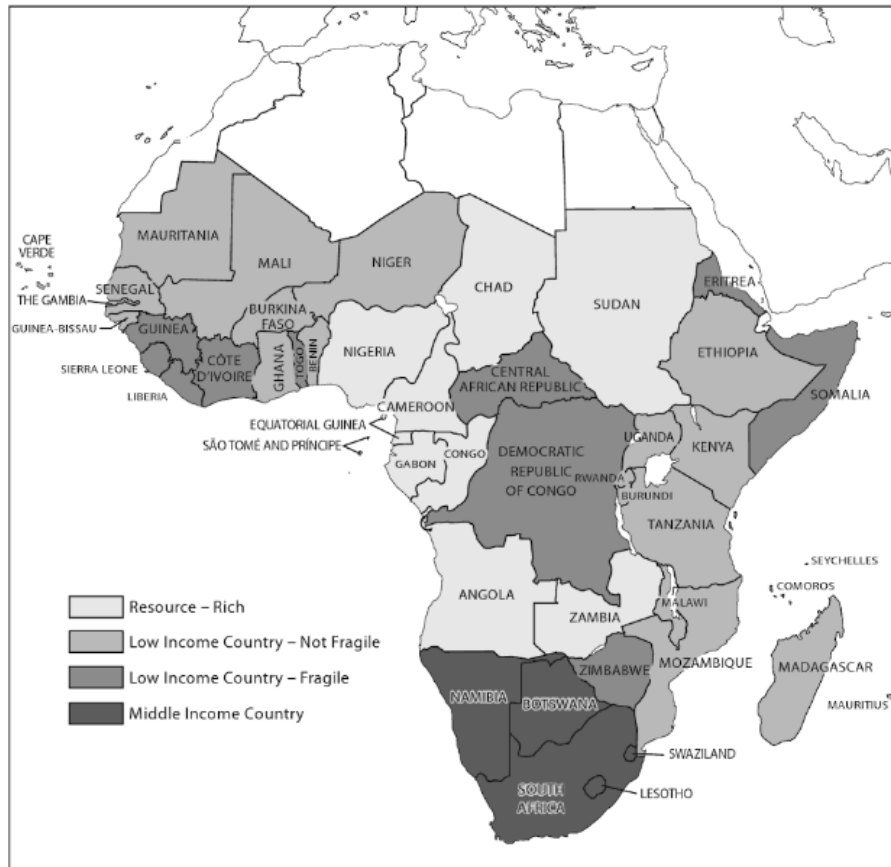 MAURITANIA
CAPE
VERDE
MALI
NIGER
CHAD
SUDAN
ERITREA
SENEGAL
THE GAMBIA
GUINEA-BISSAU
GUINEA
BURKINA
FASO
NIGERIA
ETHIOPIA
SIERRA LEONE
CÔTE
D'IVOIRE
GHANA
TOGO
BENIN
LIBERIA
CENTRAL
AFRICAN REPUBLIC
SOMALIA
CAMEROON
EQUATORIAL GUINEA
SÃO TOMÉ AND PRÍNCIPE
GABON
CONGO
DEMOCRATIC
REPUBLIC
OF CONGO
UGANDA
KENYA
RWANDA
BURUNDI
TANZANIA
SEYCHELLES
COMOROS
ANGOLA
ZAMBIA
MALAWI
MOZAMBIQUE
MADAGASCAR
MAURITIUS
ZIMBABWE
NAMIBIA
BOTSWANA
SWAZILAND
SOUTH
AFRICA
LESOTHO
Resource – Rich
Low Income Country – Not Fragile
Low Income Country – Fragile
Middle Income Country